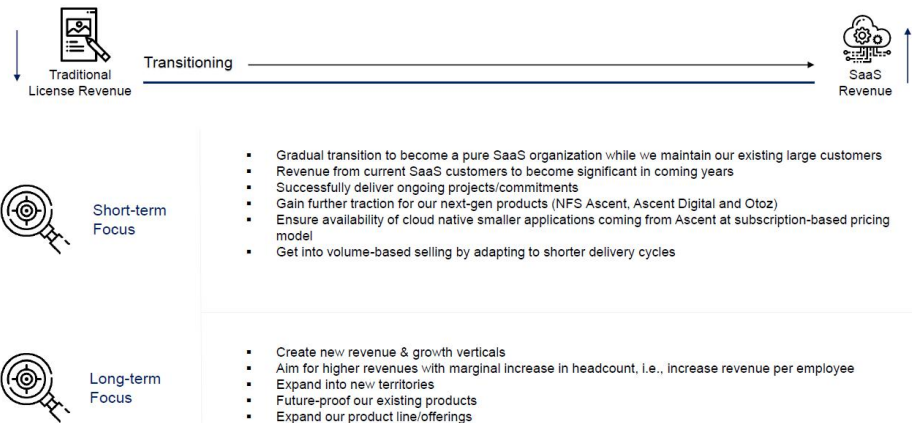 Traditional
License Revenue
Transitioning
SaaS
Revenue
Short-term
Focus
▪ Gradual transition to become a pure SaaS organization while we maintain our existing large customers
▪ Revenue from current SaaS customers to become significant in coming years
▪ Successfully deliver ongoing projects/commitments
▪ Gain further traction for our next-gen products (NFS Ascent, Ascent Digital and Otoz)
▪ Ensure availability of cloud native smaller applications coming from Ascent at subscription-based pricing
model
▪ Get into volume-based selling by adapting to shorter delivery cycles
Long-term
Focus
▪ Create new revenue & growth verticals
▪ Aim for higher revenues with marginal increase in headcount, i.e., increase revenue per employee
▪ Expand into new territories
▪ Future-proof our existing products
▪ Expand our product line/offerings